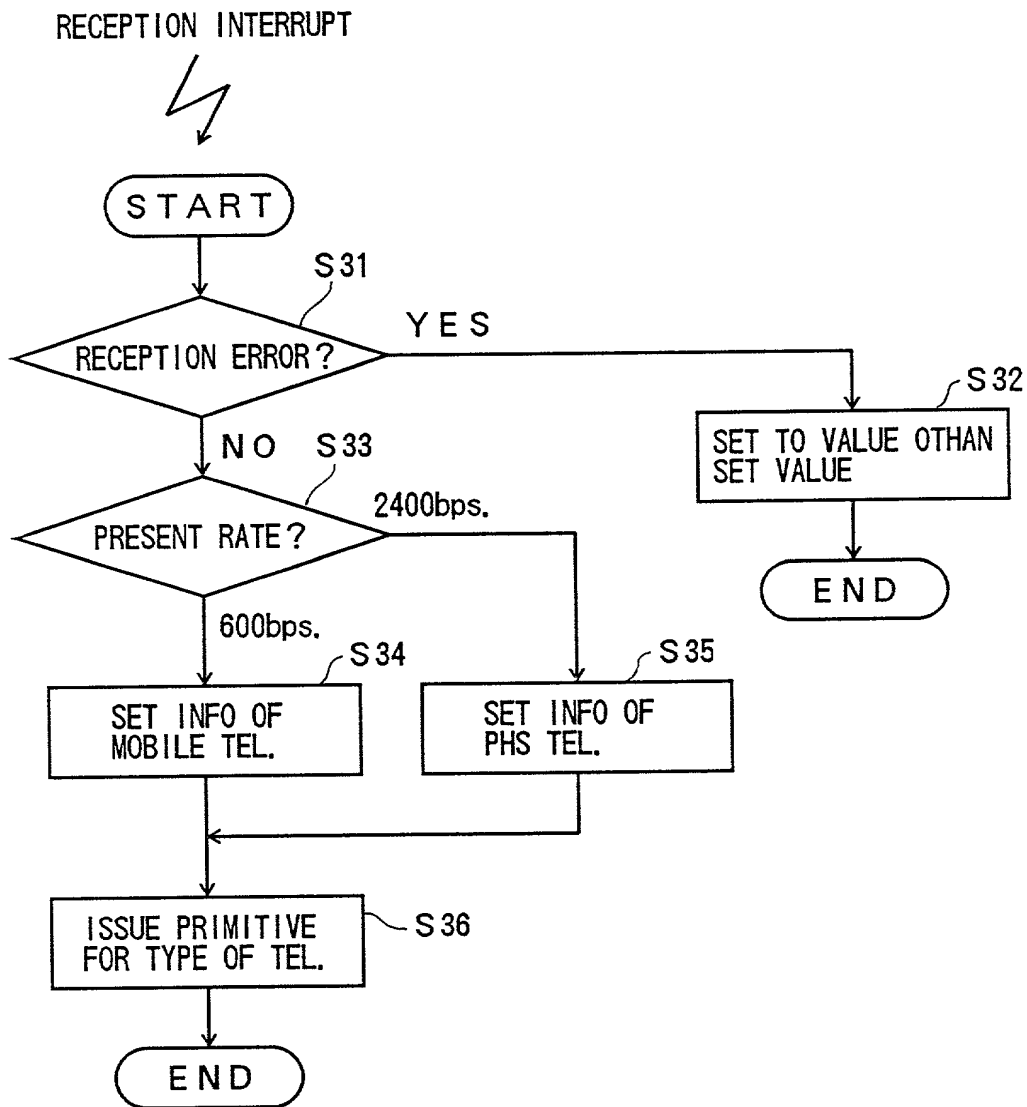 RECEPTION INTERRUPT
START
S31
RECEPTION ERROR?
YES
S32
SET TO VALUE OTHAN
SET VALUE
END
NO
S33
PRESENT RATE?
2400bps.
600bps.
S34
SET INFO OF
MOBILE TEL.
S35
SET INFO OF
PHS TEL.
ISSUE PRIMITIVE
FOR TYPE OF TEL.
S36
END